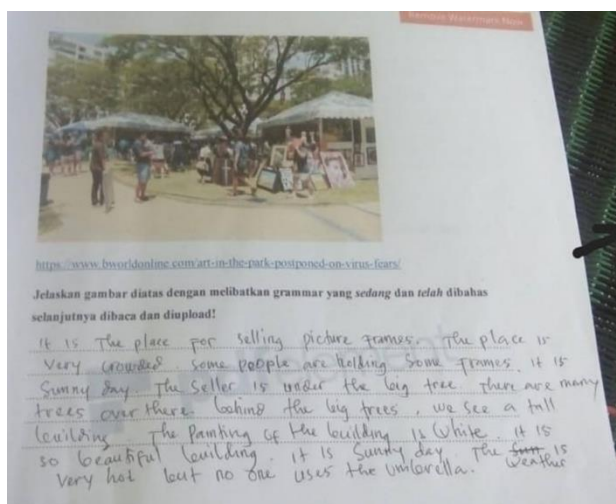 Remove Watermark Now
https://www.bworldonline.com/art-in-the-park-postponed-on-virus-fears/
Jelaskan gambar diatas dengan melibatkan grammar yang sedang dan telah dibahas
selanjutnya dibaca dan diupload!
It is The place for selling picture frames. The place is
very crowded. some people are holding some frames. it is
Sunny day. The seller is under the big tree. There are many
trees over there. behind the big trees, we see a tall
building. The Painting of the building is white. it is
so beautiful building. it is Sunny day. The Sun is
weather
very hot but no one uses the umbrella.